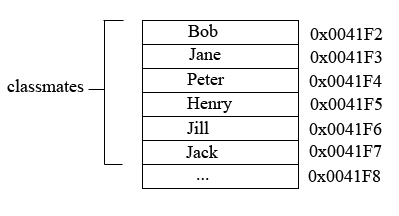 Bob 0x0041F2
Jane 0x0041F3
Peter 0x0041F4
classmates
Henry 0x0041F5
Jill 0x0041F6
Jack 0x0041F7
... 0x0041F8